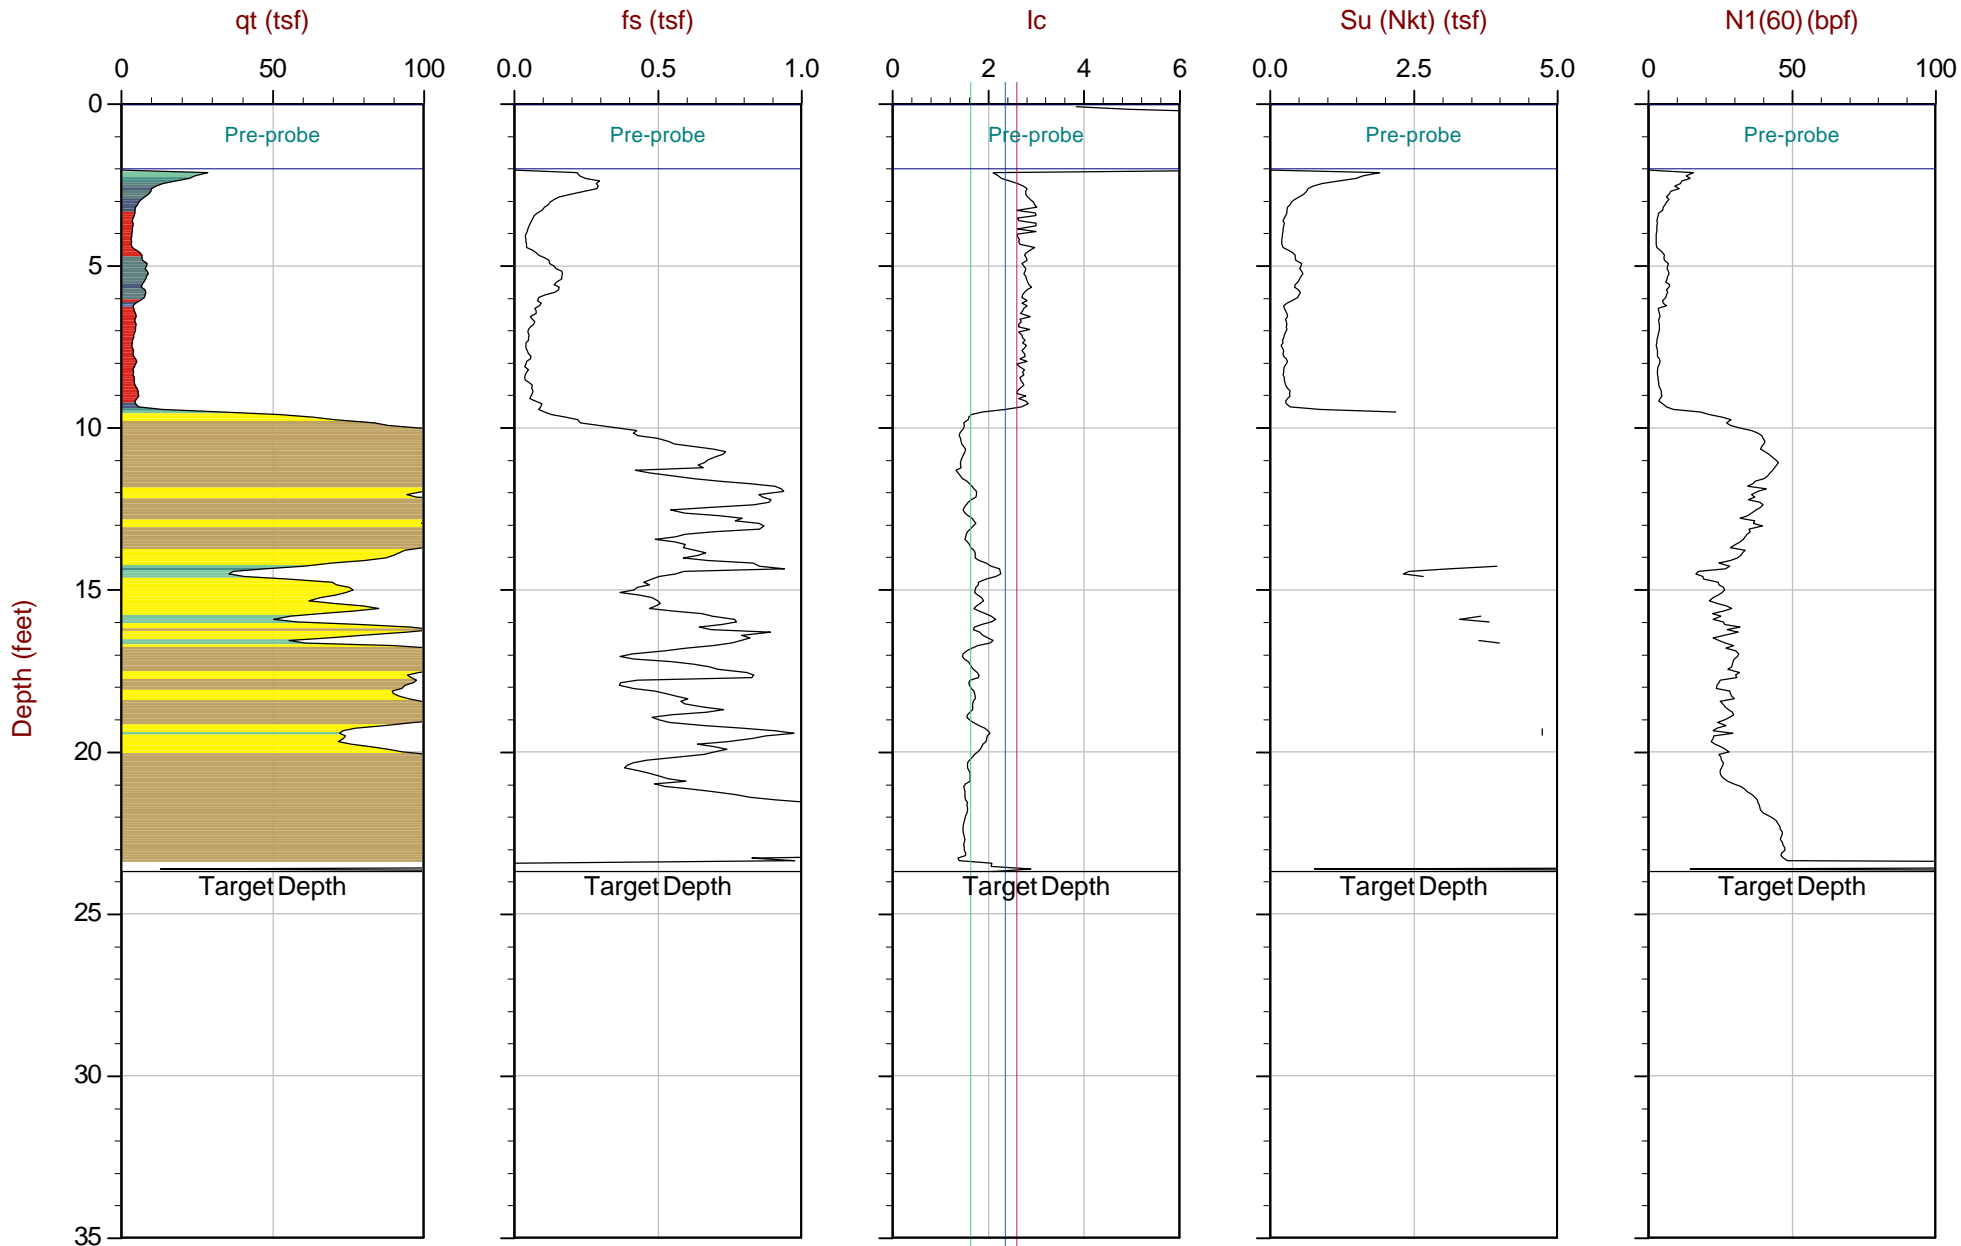 qt (tsf) fs (tsf) Ic Su (Nkt) (tsf) N1(60) (bpf)
0 50 100 0.0 0.5 1.0 0 2 4 6 0.0 2.5 5.0 0 50 100
0
Pre-probe Pre-probe Pre-probe Pre-probe Pre-probe
5
10
15
Depth (feet)
20
Target Depth Target Depth Target Depth Target Depth Target Depth
25
30
35